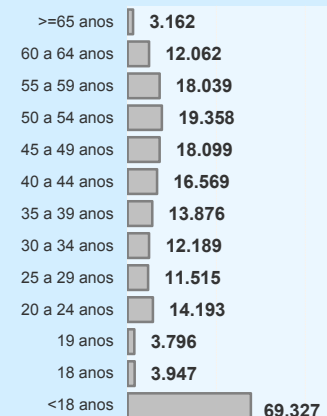 >=65 anos 3.162
60 a 64 anos 12.062
55 a 59 anos 18.039
50 a 54 anos 19.358
45 a 49 anos 18.099
40 a 44 anos 16.569
35 a 39 anos 13.876
30 a 34 anos 12.189
25 a 29 anos 11.515
20 a 24 anos 14.193
19 anos 3.796
18 anos 3.947
<18 anos 69.327